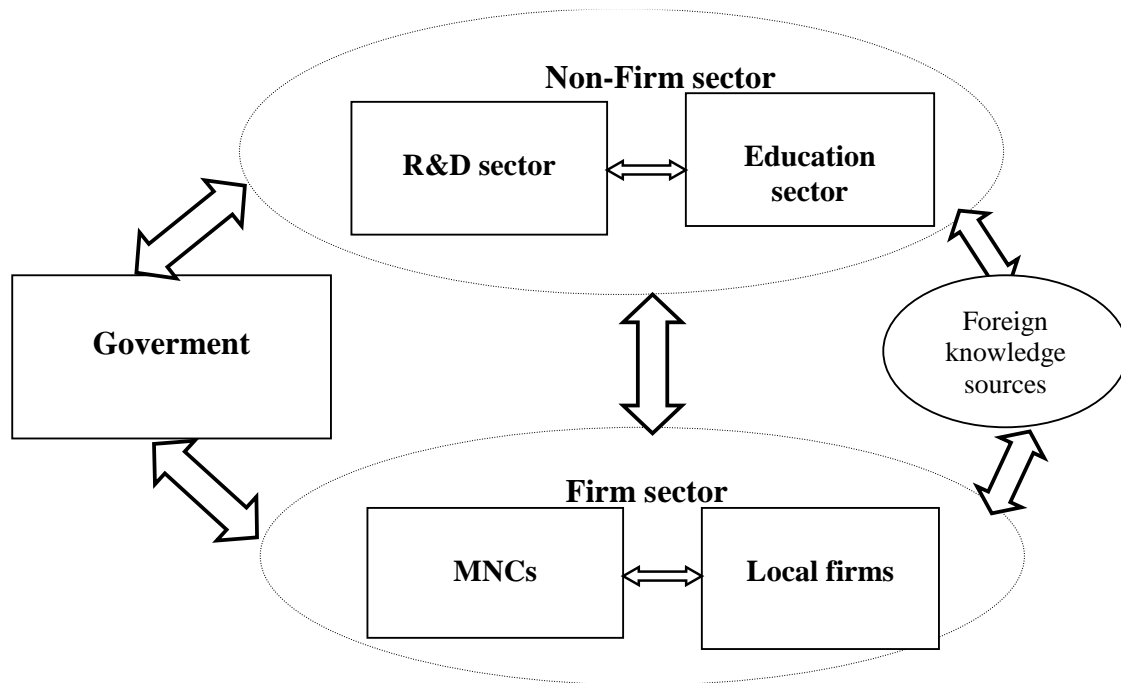 Non-Firm sector
R&D sector
Education
sector
Goverment
Foreign
knowledge
sources
Firm sector
MNCs
Local firms